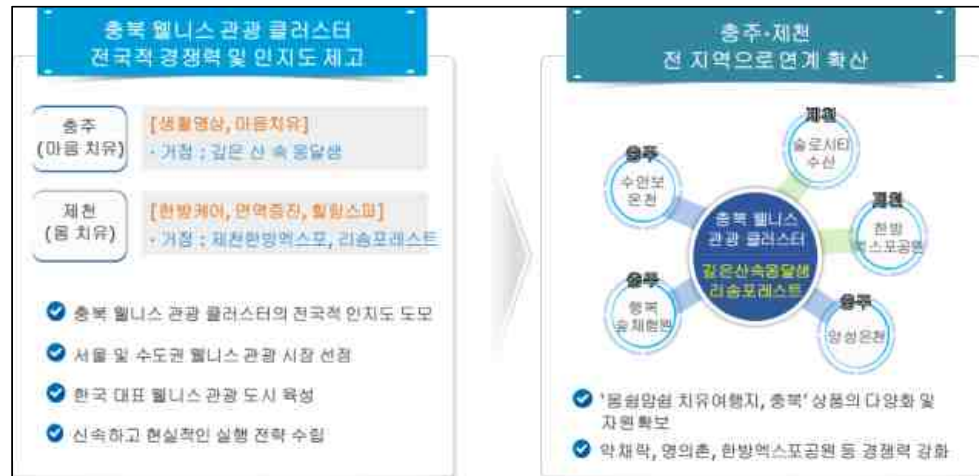 충북 웰니스 관광 클러스터
전국적 경쟁력 및 인지도 제고
충주
(마음 치유)
[생활명상, 마음치유]
· 거점 : 깊은 산 속 옹달샘
제천
(몸 치유)
[한방케어, 면역증진, 힐링스파]
· 거점 : 제천한방엑스포, 리솜포레스트
충북 웰니스 관광 클러스터의 전국적 인지도 도모
서울 및 수도권 웰니스 관광 시장 선점
한국 대표 웰니스 관광 도시 육성
신속하고 현실적인 실행 전략 수립
충주·제천
전 지역으로 연계 확산
제천
슬로시티
수산
충주
수안보
온천
제천
한방
엑스포공원
충북 웰니스
관광 클러스터
깊은산속옹달샘
리솜포레스트
충주
행복
숲체험원
충주
앙성온천
'몸쉼맘쉼 치유여행지, 충북' 상품의 다양화 및
자원 확보
약채락, 명의촌, 한방엑스포공원 등 경쟁력 강화